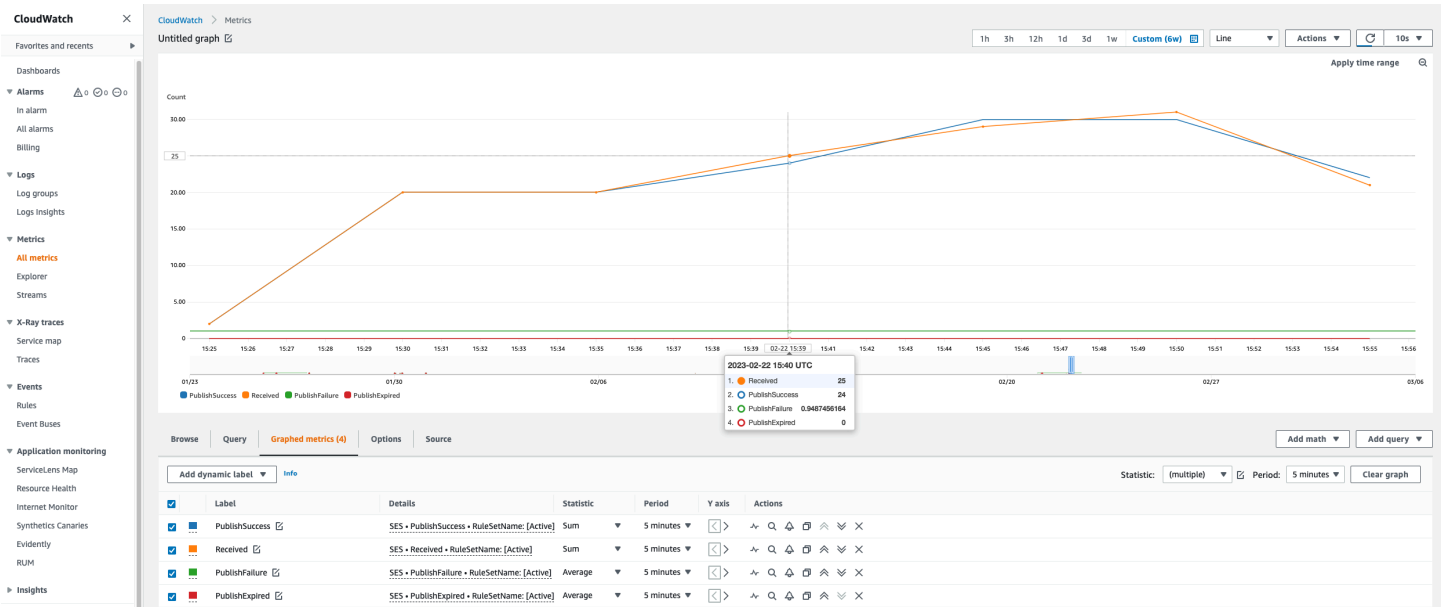 CloudWatch
Favorites and recents
Dashboards
Alarms 0 0 0
In alarm
All alarms
Billing
Logs
Log groups
Logs Insights
Metrics
All metrics
Explorer
Streams
X-Ray traces
Service map
Traces
Events
Rules
Event Buses
Application monitoring
ServiceLens Map
Resource Health
Internet Monitor
Synthetics Canaries
Evidently
RUM
Insights
CloudWatch > Metrics
Untitled graph
1h 3h 12h 1d 3d 1w Custom (6w) Line Actions 10s
Apply time range
Count
30.00
25
20.00
15.00
10.00
5.00
0
15:25 15:26 15:27 15:28 15:29 15:30 15:31 15:32 15:33 15:34 15:35 15:36 15:37 15:38 15:39 02-22 15:39 15:41 15:42 15:43 15:44 15:45 15:46 15:47 15:48 15:49 15:50 15:51 15:52 15:53 15:54 15:55 15:56
01/23 01/30 02/06 02/20 02/27 03/06
PublishSuccess Received PublishFailure PublishExpired
2023-02-22 15:40 UTC
1. Received 25
2. PublishSuccess 24
3. PublishFailure 0.9487456164
4. PublishExpired 0
Browse Query Graphed metrics (4) Options Source
Add math Add query
Add dynamic label Info
Statistic: (multiple) Period: 5 minutes Clear graph
Label Details Statistic Period Y axis Actions
PublishSuccess SES • PublishSuccess • RuleSetName: [Active] Sum 5 minutes
Received SES • Received • RuleSetName: [Active] Sum 5 minutes
PublishFailure SES • PublishFailure • RuleSetName: [Active] Average 5 minutes
PublishExpired SES • PublishExpired • RuleSetName: [Active] Average 5 minutes